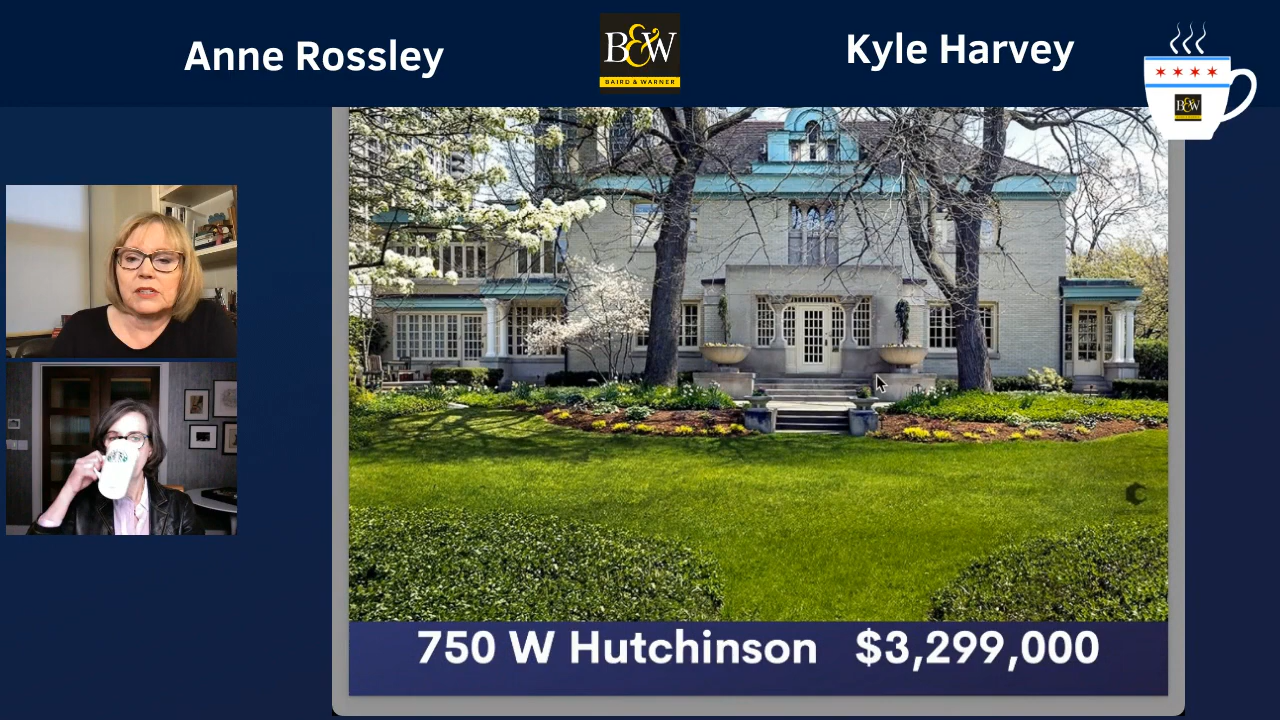 Anne Rossley
B&W
BAIRD & WARNER
Kyle Harvey
B&W
750 W Hutchinson $3,299,000